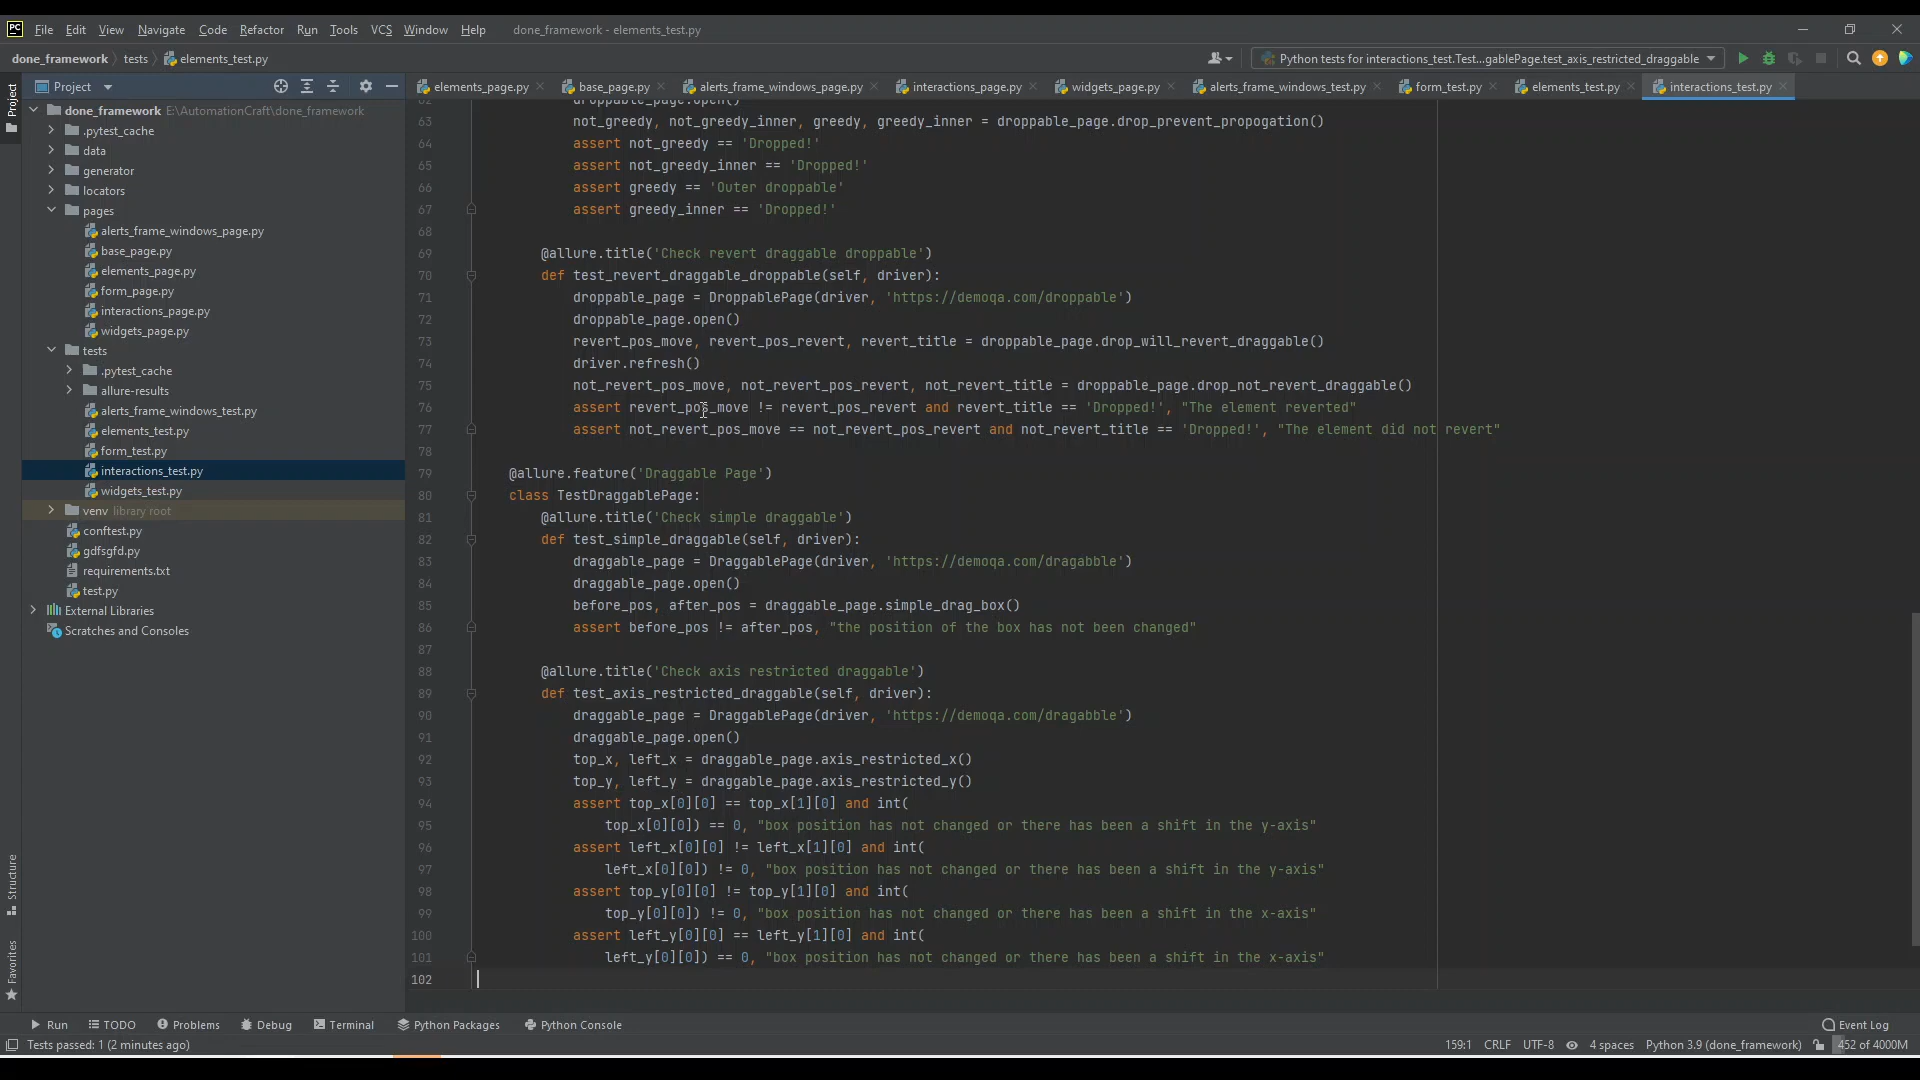 PC File Edit View Navigate Code Refactor Run Tools VCS Window Help done_framework - elements_test.py
done_framework tests elements_test.py Python tests for interactions_test.Test...gablePage.test_axis_restricted_draggable
Project
elements_page.py base_page.py alerts_frame_windows_page.py interactions_page.py widgets_page.py alerts_frame_windows_test.py form_test.py elements_test.py interactions_test.py
Project
Structure
Favorites
done_framework E:\AutomationCraft\done_framework
.pytest_cache
data
generator
locators
pages
alerts_frame_windows_page.py
base_page.py
elements_page.py
form_page.py
interactions_page.py
widgets_page.py
tests
.pytest_cache
allure-results
alerts_frame_windows_test.py
elements_test.py
form_test.py
interactions_test.py
widgets_test.py
venv library root
conftest.py
gdfsgfd.py
requirements.txt
test.py
External Libraries
Scratches and Consoles
62 droppable_page.open()
63 not_greedy, not_greedy_inner, greedy, greedy_inner = droppable_page.drop_prevent_propogation()
64 assert not_greedy == 'Dropped!'
65 assert not_greedy_inner == 'Dropped!'
66 assert greedy == 'Outer droppable'
67 assert greedy_inner == 'Dropped!'
68
69 @allure.title('Check revert draggable droppable')
70 def test_revert_draggable_droppable(self, driver):
71 droppable_page = DroppablePage(driver, 'https://demoqa.com/droppable')
72 droppable_page.open()
73 revert_pos_move, revert_pos_revert, revert_title = droppable_page.drop_will_revert_draggable()
74 driver.refresh()
75 not_revert_pos_move, not_revert_pos_revert, not_revert_title = droppable_page.drop_not_revert_draggable()
76 assert revert_pos_move != revert_pos_revert and revert_title == 'Dropped!', "The element reverted"
77 assert not_revert_pos_move == not_revert_pos_revert and not_revert_title == 'Dropped!', "The element did not revert"
78
79 @allure.feature('Draggable Page')
80 class TestDraggablePage:
81 @allure.title('Check simple draggable')
82 def test_simple_draggable(self, driver):
83 draggable_page = DraggablePage(driver, 'https://demoqa.com/dragabble')
84 draggable_page.open()
85 before_pos, after_pos = draggable_page.simple_drag_box()
86 assert before_pos != after_pos, "the position of the box has not been changed"
87
88 @allure.title('Check axis restricted draggable')
89 def test_axis_restricted_draggable(self, driver):
90 draggable_page = DraggablePage(driver, 'https://demoqa.com/dragabble')
91 draggable_page.open()
92 top_x, left_x = draggable_page.axis_restricted_x()
93 top_y, left_y = draggable_page.axis_restricted_y()
94 assert top_x[0][0] == top_x[1][0] and int(
95 top_x[0][0]) == 0, "box position has not changed or there has been a shift in the y-axis"
96 assert left_x[0][0] != left_x[1][0] and int(
97 left_x[0][0]) != 0, "box position has not changed or there has been a shift in the y-axis"
98 assert top_y[0][0] != top_y[1][0] and int(
99 top_y[0][0]) != 0, "box position has not changed or there has been a shift in the x-axis"
100 assert left_y[0][0] == left_y[1][0] and int(
101 left_y[0][0]) == 0, "box position has not changed or there has been a shift in the x-axis"
102
Run TODO Problems Debug Terminal Python Packages Python Console Event Log
Tests passed: 1 (2 minutes ago) 159:1 CRLF UTF-8 4 spaces Python 3.9 (done_framework) 452 of 4000M